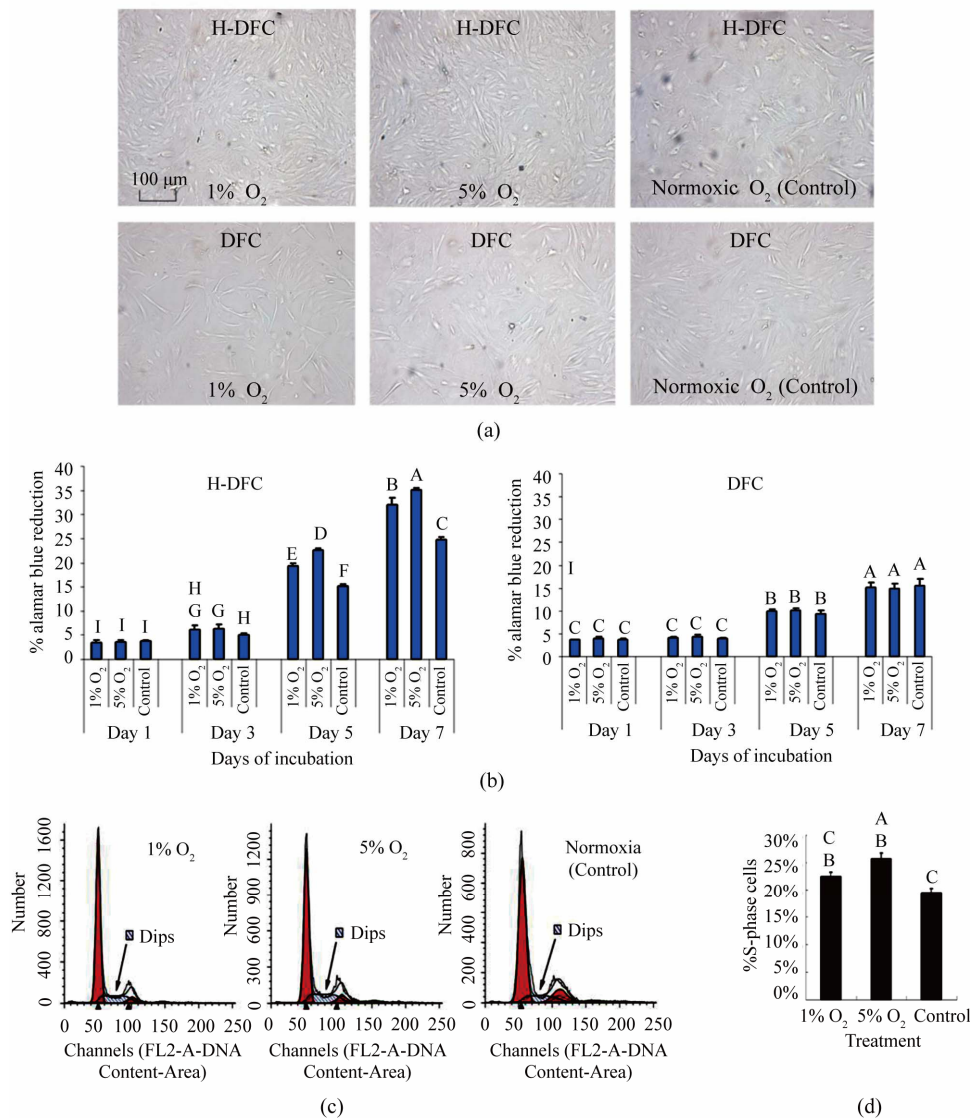 H-DFC
H-DFC
H-DFC
100 μm
1% O₂
5% O₂
Normoxic O₂ (Control)
DFC
DFC
DFC
1% O₂
5% O₂
Normoxic O₂ (Control)
(a)
% alamar blue reduction
40
35
30
25
20
15
10
5
0
H-DFC
I
I
I
H
G
G
H
E
D
F
B
A
C
1% O₂
5% O₂
Control
1% O₂
5% O₂
Control
1% O₂
5% O₂
Control
1% O₂
5% O₂
Control
Day 1
Day 3
Day 5
Day 7
Days of incubation
% alamar blue reduction
40
35
30
25
20
15
10
5
0
DFC
I
C
C
C
C
C
C
B
B
B
A
A
A
1% O₂
5% O₂
Control
1% O₂
5% O₂
Control
1% O₂
5% O₂
Control
1% O₂
5% O₂
Control
Day 1
Day 3
Day 5
Day 7
Days of incubation
(b)
Number
1600
1200
800
400
0
1% O₂
Dips
0
50
100
150
200
250
Channels (FL2-A-DNA
Content-Area)
Number
1200
900
600
300
0
5% O₂
Dips
0
50
100
150
200
250
Channels (FL2-A-DNA
Content-Area)
Number
800
600
400
200
0
Normoxia
(Control)
Dips
0
50
100
150
200
250
Channels (FL2-A-DNA
Content-Area)
(c)
%S-phase cells
30%
25%
20%
15%
10%
5%
0%
C
B
A
B
C
1% O₂
5% O₂
Control
Treatment
(d)